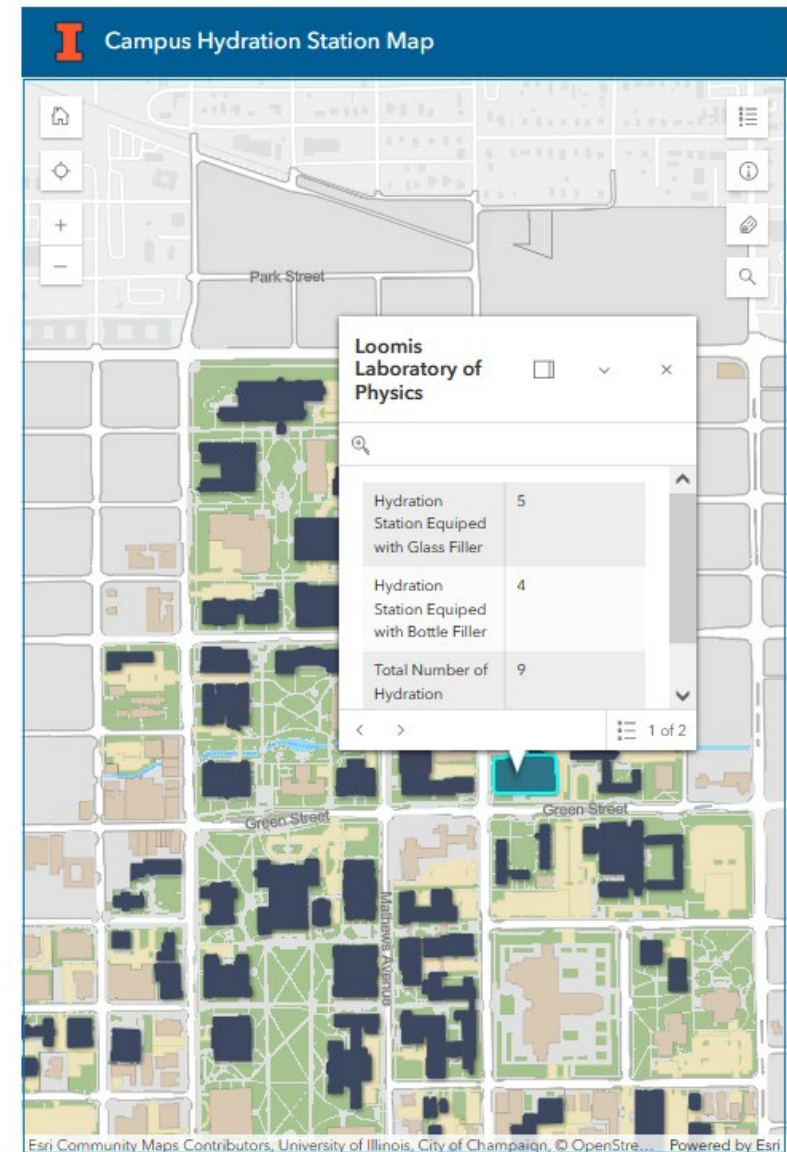 I Campus Hydration Station Map
Park Street
Loomis
Laboratory of
Physics
Hydration
Station Equiped
with Glass Filler
5
Hydration
Station Equiped
with Bottle Filler
4
Total Number of
Hydration
9
1 of 2
Green Street
Green Street
Mathews Avenue
Esri Community Maps Contributors, University of Illinois, City of Champaign, © OpenStre... Powered by Esri